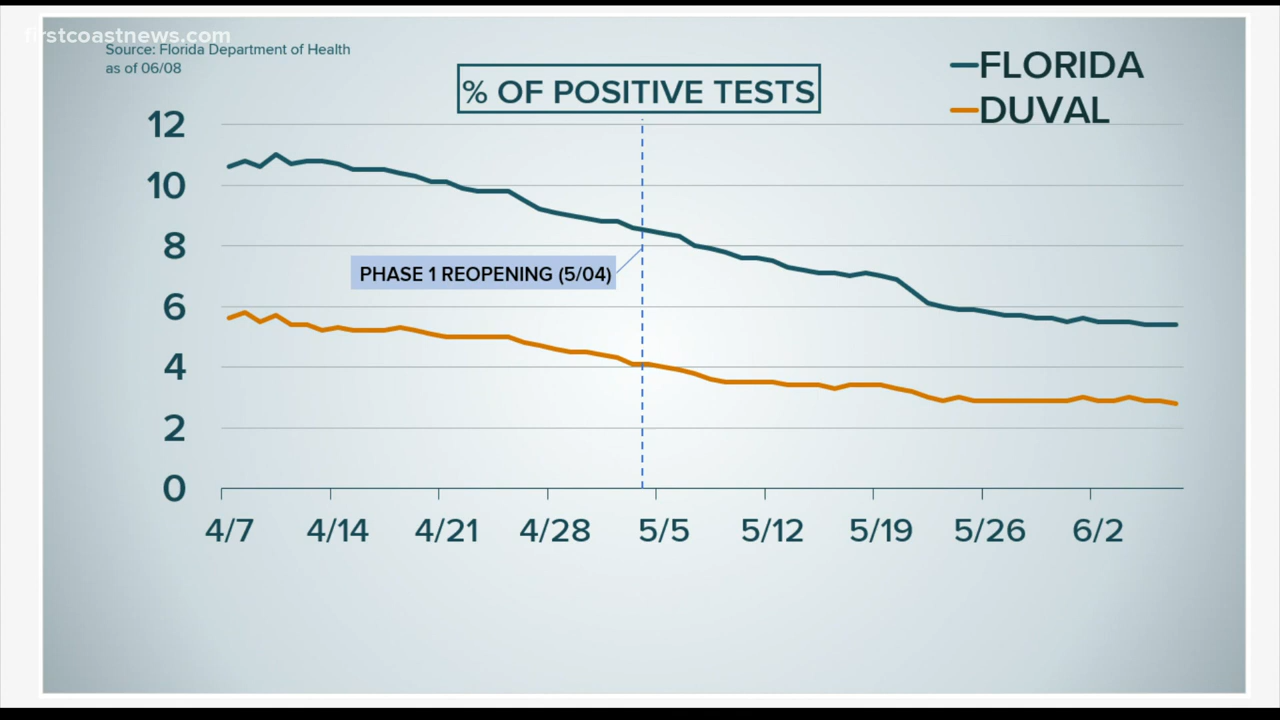 firstcoastnews.com
Source: Florida Department of Health
as of 06/08
% OF POSITIVE TESTS
FLORIDA
DUVAL
12
10
8
6
4
2
0
PHASE 1 REOPENING (5/04)
4/7 4/14 4/21 4/28 5/5 5/12 5/19 5/26 6/2